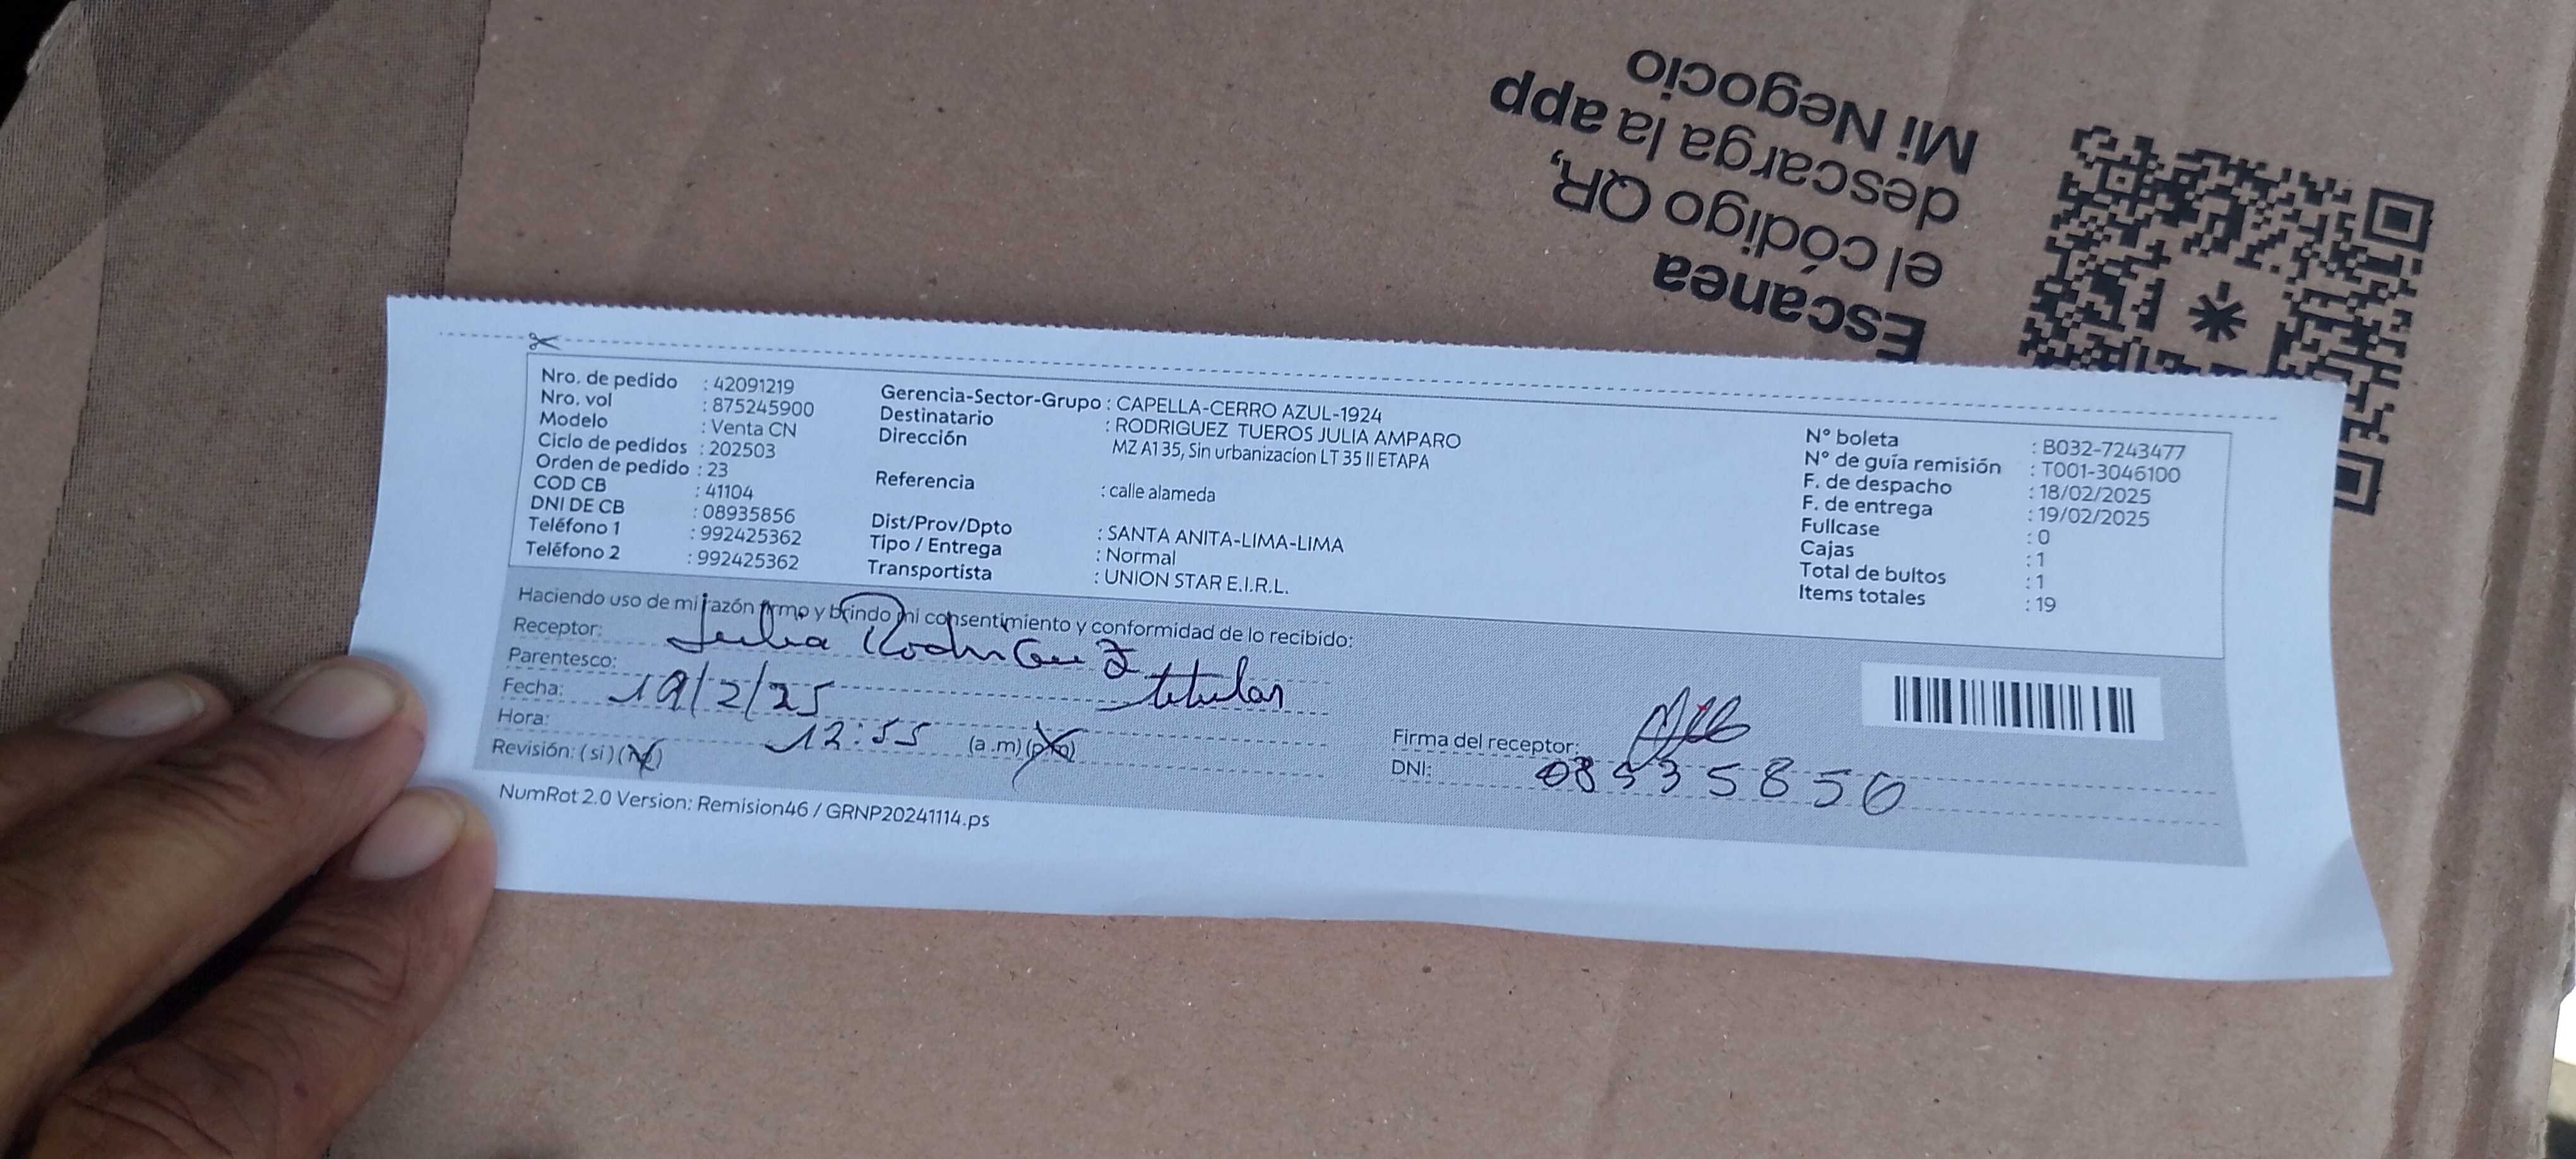 Escanea
el código QR,
descarga la app
Mi Negocio
Nro. de pedido : 42091219
Nro. vol : 875245900
Modelo : Venta CN
Ciclo de pedidos : 202503
Orden de pedido : 23
COD CB : 41104
DNI DE CB : 08935856
Teléfono 1 : 992425362
Teléfono 2 : 992425362
Gerencia-Sector-Grupo : CAPELLA-CERRO AZUL-1924
Destinatario : RODRIGUEZ TUEROS JULIA AMPARO
Dirección MZ A1 35, Sin urbanizacion LT 35 II ETAPA
Referencia : calle alameda
Dist/Prov/Dpto : SANTA ANITA-LIMA-LIMA
Tipo / Entrega : Normal
Transportista : UNION STAR E.I.R.L.
N° boleta : B032-7243477
N° de guía remisión : T001-3046100
F. de despacho : 18/02/2025
F. de entrega : 19/02/2025
Fullcase : 0
Cajas : 1
Total de bultos : 1
Items totales : 19
Haciendo uso de mi razón firmo y brindo mi consentimiento y conformidad de lo recibido:
Receptor: Julia Rodriguez
Parentesco: titular
Fecha: 19/2/25
Hora: 12:55 (a.m) (p.m)
Revisión: (si) (no)
Firma del receptor:
DNI: 08935850
NumRot 2.0 Version: Remision46 / GRNP20241114.ps